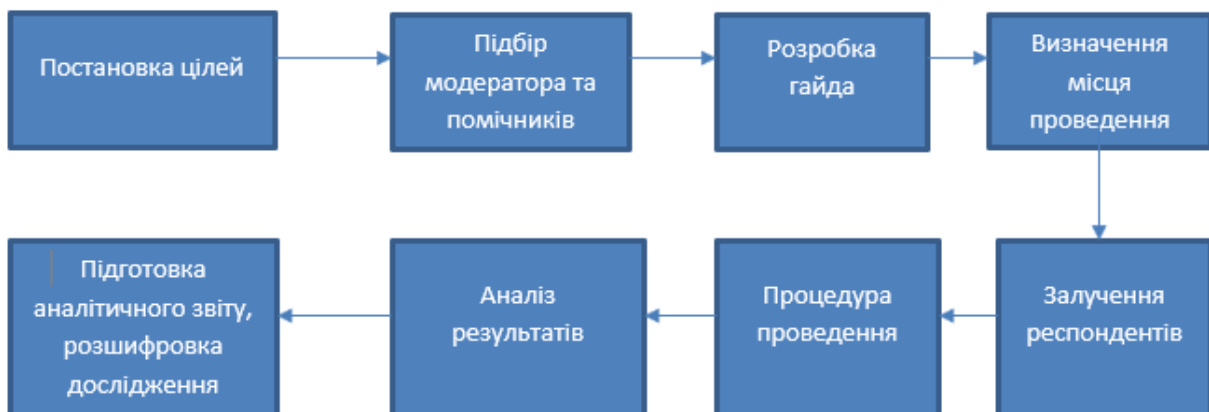 Постановка цілей
Підбір
модератора та
помічників
Розробка
гайда
Визначення
місця
проведення
Залучення
респондентів
Процедура
проведення
Аналіз
результатів
Підготовка
аналітичного звіту,
розшифровка
дослідження